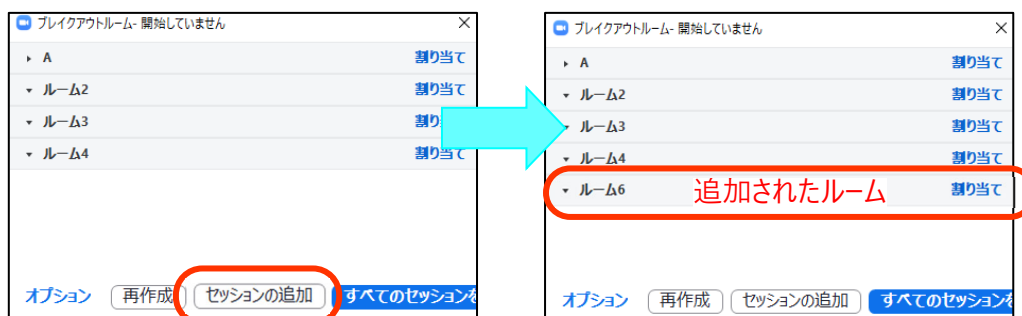 ブレイクアウトルーム- 開始していません
A 割り当て
ルーム2 割り当て
ルーム3 割り
ルーム4 割り当て
オプション 再作成 セッションの追加 すべてのセッションを
ブレイクアウトルーム- 開始していません
A 割り当て
ルーム2 割り当て
ルーム3 割り当て
ルーム4 割り当て
ルーム6 追加されたルーム 割り当て
オプション 再作成 セッションの追加 すべてのセッションを